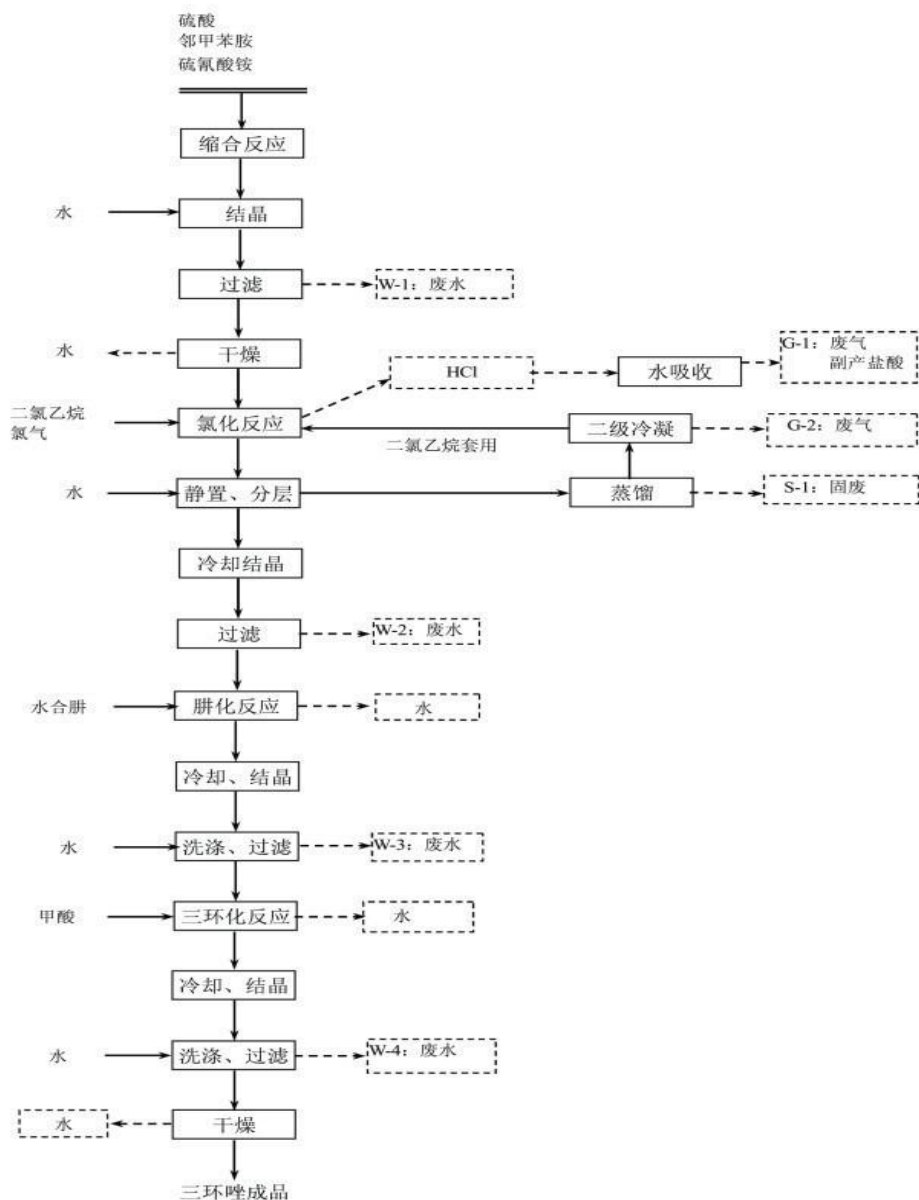 硫酸
邻甲苯胺
硫氰酸铵
缩合反应
水
结晶
过滤
W-1：废水
水
干燥
HCl
水吸收
G-1：废气
副产盐酸
二氯乙烷
氯气
氯化反应
二氯乙烷套用
二级冷凝
G-2：废气
水
静置、分层
蒸馏
S-1：固废
冷却结晶
过滤
W-2：废水
水合肼
肼化反应
水
冷却、结晶
水
洗涤、过滤
W-3：废水
甲酸
三环化反应
水
冷却、结晶
水
洗涤、过滤
W-4：废水
水
干燥
三环唑成品